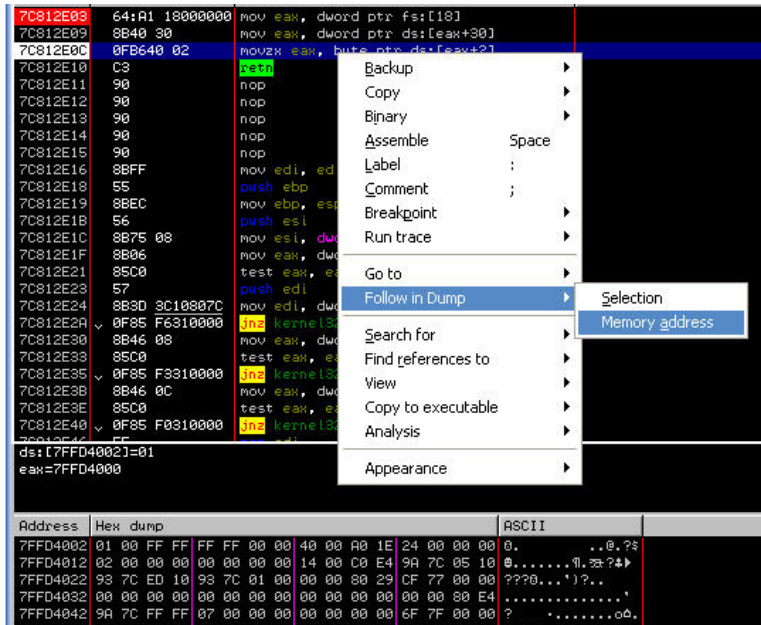 7C812E03 64:A1 18000000 mov eax, dword ptr fs:[18]
7C812E09 8B40 30 mov eax, dword ptr ds:[eax+30]
7C812E0C 0FB640 02 movzx eax, byte ptr ds:[eax+2]
7C812E10 C3 retn
7C812E11 90 nop
7C812E12 90 nop
7C812E13 90 nop
7C812E14 90 nop
7C812E15 90 nop
7C812E16 8BFF mov edi, ed
7C812E18 55 push ebp
7C812E19 8BEC mov ebp, esp
7C812E1B 56 push esi
7C812E1C 8B75 08 mov esi, dwo
7C812E1F 8B06 mov eax, dwo
7C812E21 85C0 test eax, ea
7C812E23 57 push edi
7C812E24 8B3D 3C10807C mov edi, dwo
7C812E2A 0F85 F6310000 jnz kernel32
7C812E30 8B46 08 mov eax, dwo
7C812E33 85C0 test eax, ea
7C812E35 0F85 F3310000 jnz kernel32
7C812E3B 8B46 0C mov eax, dwo
7C812E3E 85C0 test eax, ea
7C812E40 0F85 F0310000 jnz kernel32
Backup
Copy
Binary
Assemble Space
Label :
Comment ;
Breakpoint
Run trace
Go to
Follow in Dump
Search for
Find references to
View
Copy to executable
Analysis
Appearance
Selection
Memory address
ds:[7FFD4002]=01
eax=7FFD4000
Address Hex dump ASCII
7FFD4002 01 00 FF FF FF FF 00 00 40 00 A0 1E 24 00 00 00
7FFD4012 02 00 00 00 00 00 00 00 14 00 C0 E4 9A 7C 05 10
7FFD4022 93 7C ED 10 93 7C 01 00 00 00 80 29 CF 77 00 00
7FFD4032 00 00 00 00 00 00 00 00 00 00 00 00 00 00 80 E4
7FFD4042 9A 7C FF FF 07 00 00 00 00 00 00 00 6F 7F 00 00